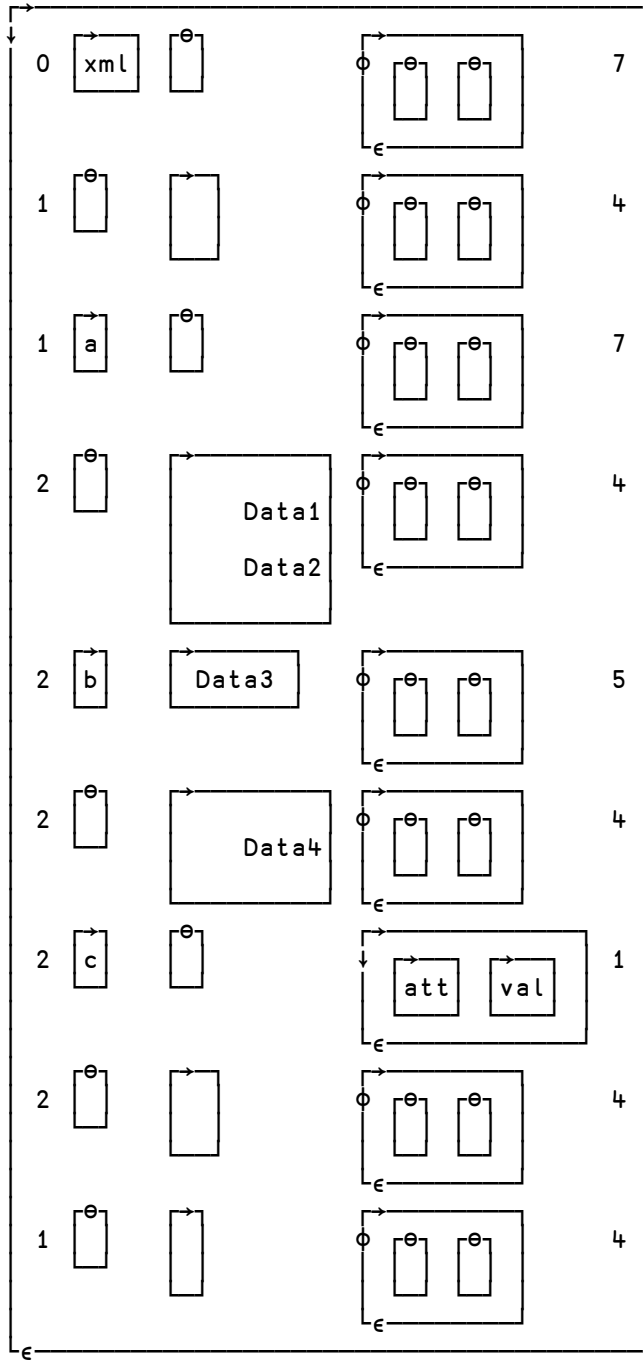 0 xml 7
1 4
1 a 7
2 4
Data1
Data2
2 b Data3 5
2 4
Data4
2 c att val 1
2 4
1 4